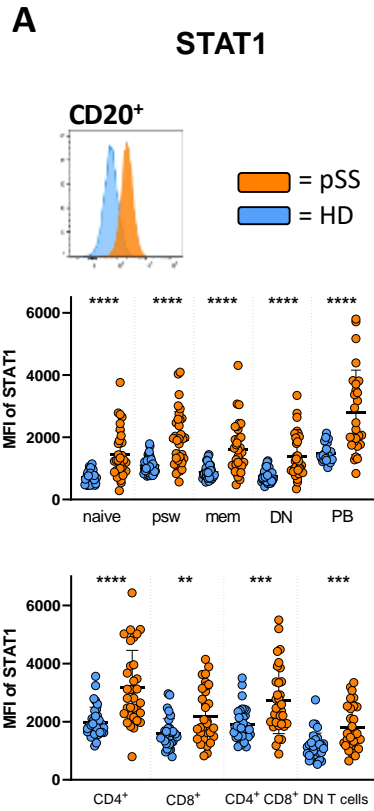 A
STAT1
CD20⁺
= pSS
= HD
**** **** **** **** ****
MFI of STAT1
6000
4000
2000
0
naive psw mem DN PB
**** ** *** ***
MFI of STAT1
6000
4000
2000
0
CD4⁺ CD8⁺ CD4⁺ CD8⁺ DN T cells